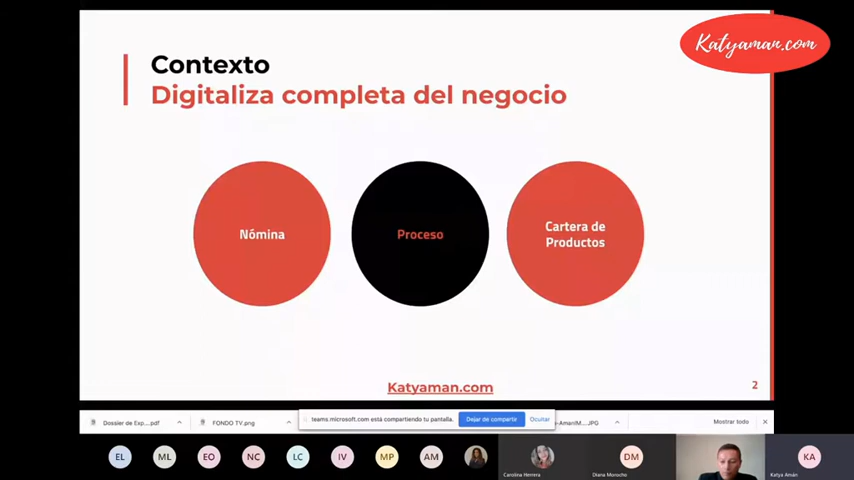 Katyaman.com
Contexto
Digitaliza completa del negocio
Nómina
Proceso
Cartera de
Productos
Katyaman.com
2
Dossier de Exp....pdf
FONDO TV.png
teams.microsoft.com está compartiendo tu pantalla.
Dejar de compartir
Ocultar
-AmanIM....JPG
Mostrar todo
EL
ML
EO
NC
LC
IV
MP
AM
DM
KA
Carolina Herrera
Diana Morocho
Katya Amán